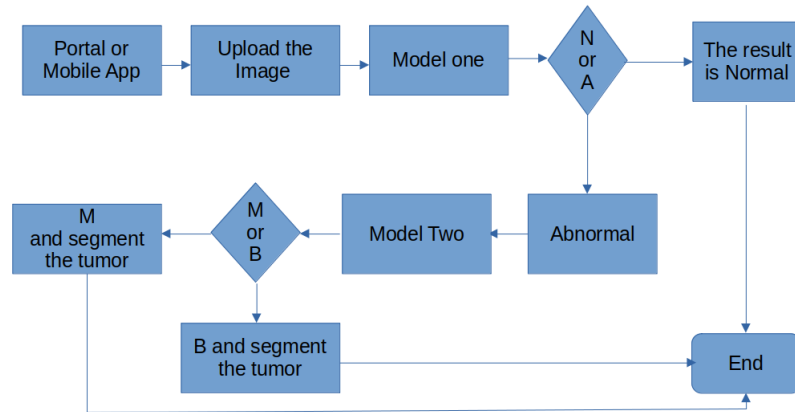 Portal or
Mobile App
Upload the
Image
Model one
N
or
A
The result
is Normal
M
and segment
the tumor
M
or
B
Model Two
Abnormal
B and segment
the tumor
End